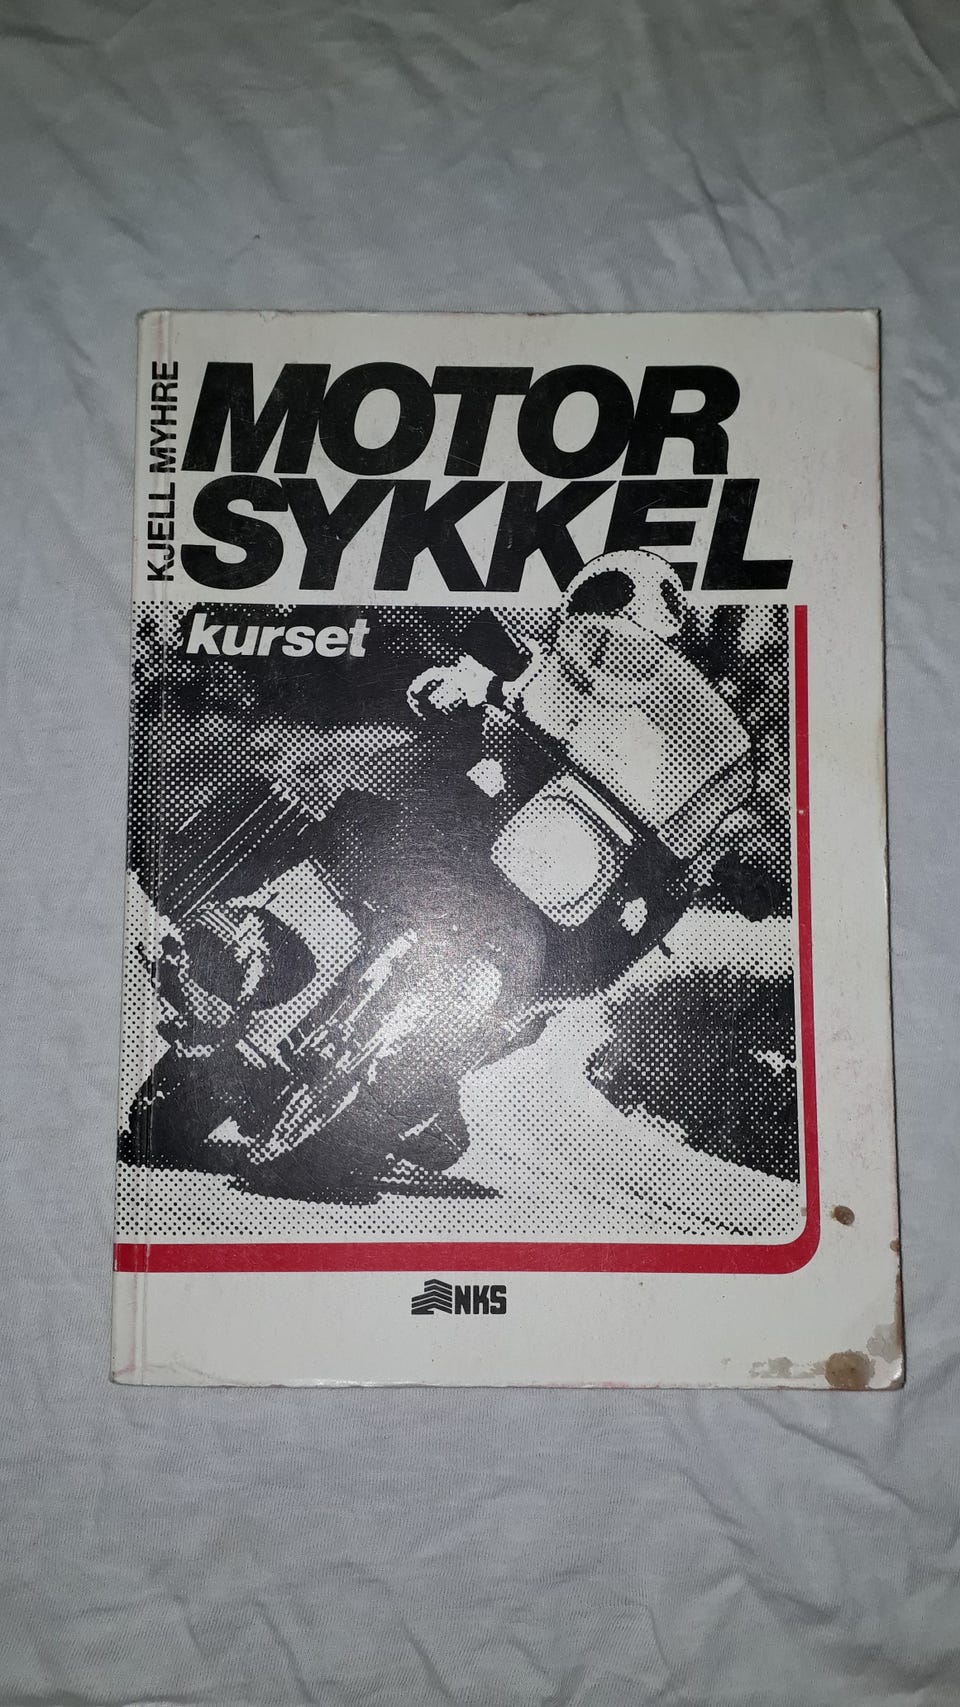 KJELL MYHRE
MOTOR
SYKKEL
kurset
NKS